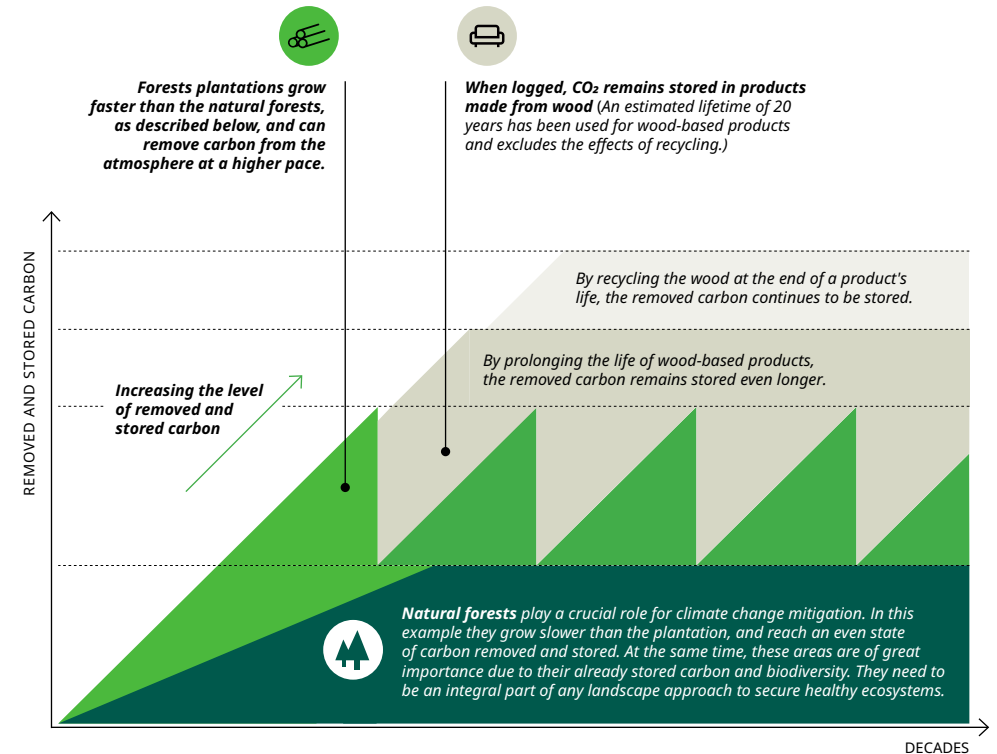 Forests plantations grow
faster than the natural forests,
as described below, and can
remove carbon from the
atmosphere at a higher pace.
When logged, CO₂ remains stored in products
made from wood (An estimated lifetime of 20
years has been used for wood-based products
and excludes the effects of recycling.)
REMOVED AND STORED CARBON
By recycling the wood at the end of a product's
life, the removed carbon continues to be stored.
By prolonging the life of wood-based products,
the removed carbon remains stored even longer.
Increasing the level
of removed and
stored carbon
Natural forests play a crucial role for climate change mitigation. In this
example they grow slower than the plantation, and reach an even state
of carbon removed and stored. At the same time, these areas are of great
importance due to their already stored carbon and biodiversity. They need to
be an integral part of any landscape approach to secure healthy ecosystems.
DECADES